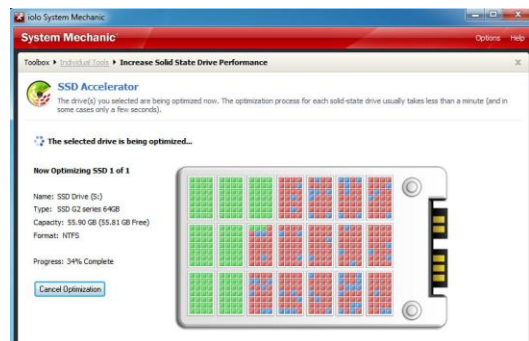 iolo System Mechanic
System Mechanic
Options Help
Toolbox Individual Tools Increase Solid State Drive Performance
SSD Accelerator
The drive(s) you selected are being optimized now. The optimization process for each solid-state drive usually takes less than a minute (and in
some cases only a few seconds).
The selected drive is being optimized...
Now Optimizing SSD 1 of 1
Name: SSD Drive (S:)
Type: SSD G2 series 64GB
Capacity: 55.90 GB (55.81 GB Free)
Format: NTFS
Progress: 34% Complete
Cancel Optimization